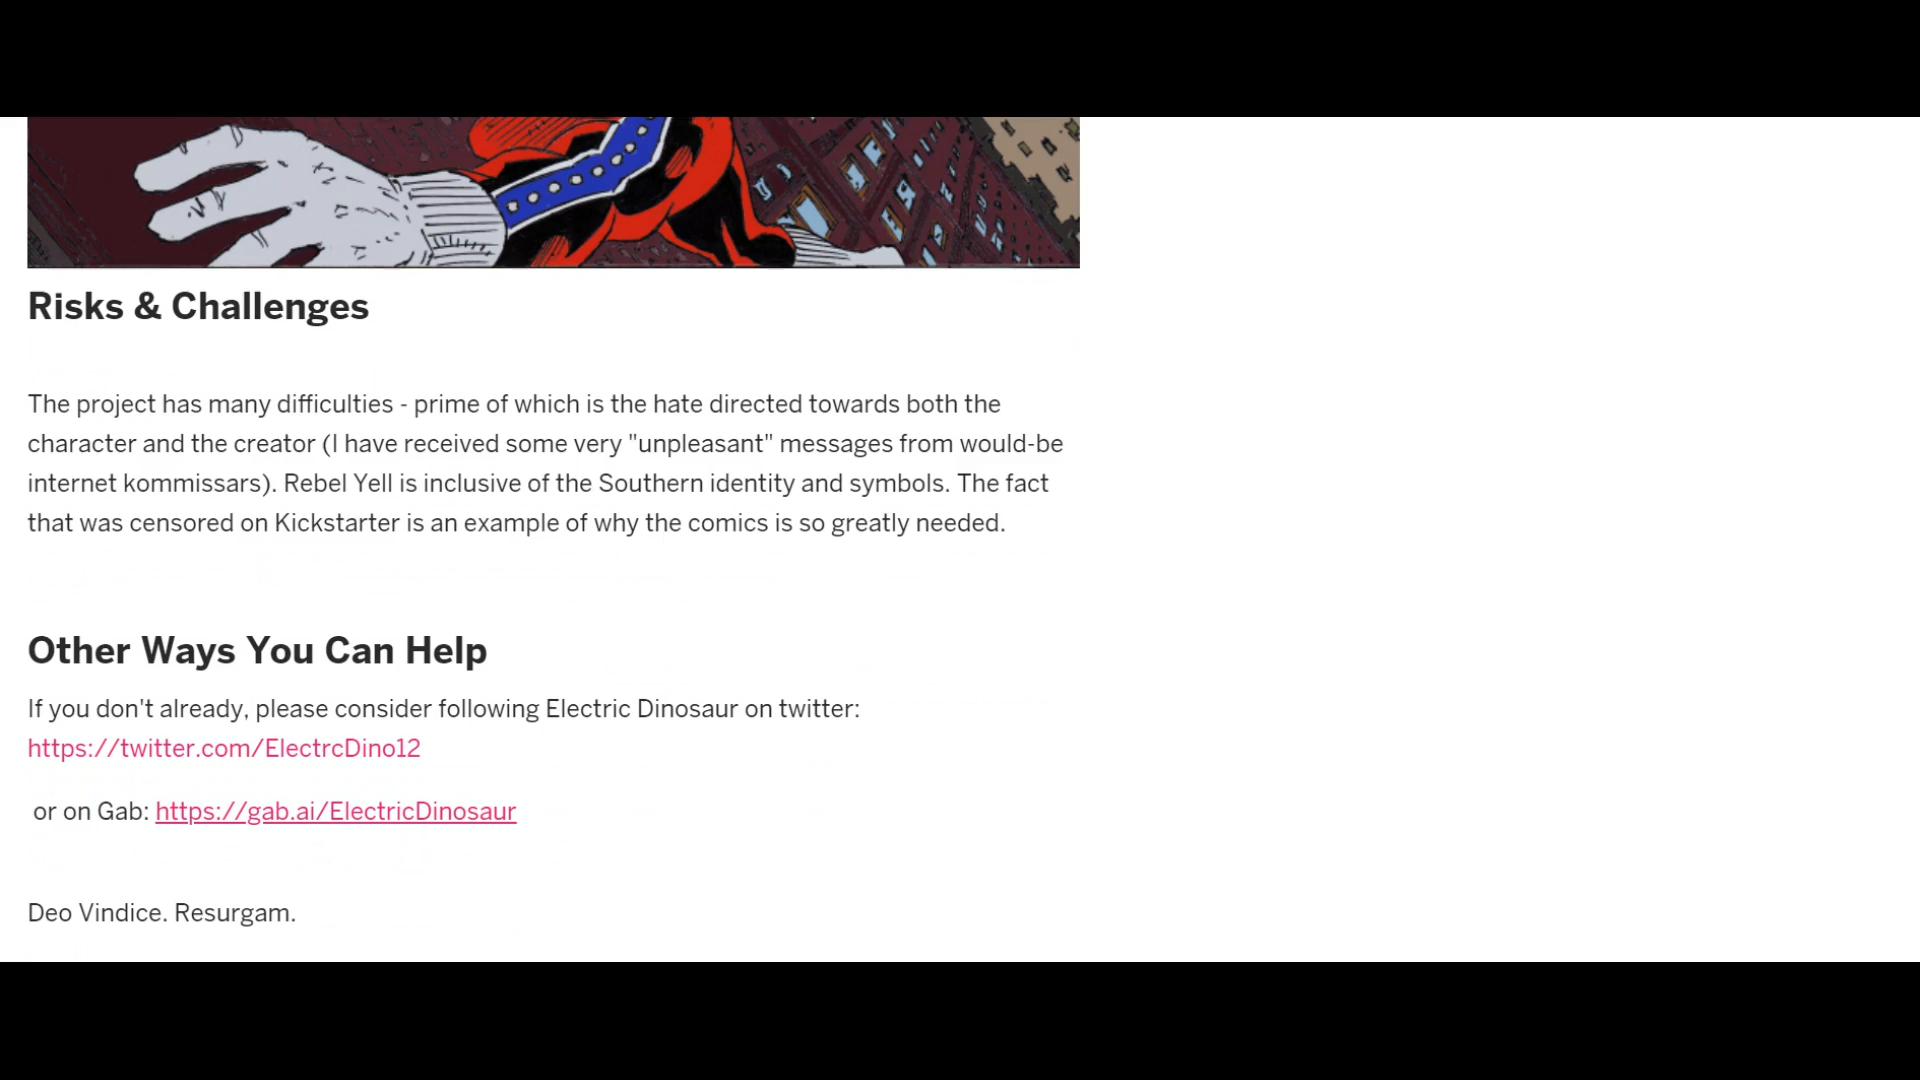 Risks & Challenges
The project has many difficulties - prime of which is the hate directed towards both the
character and the creator (I have received some very "unpleasant" messages from would-be
internet kommissars). Rebel Yell is inclusive of the Southern identity and symbols. The fact
that was censored on Kickstarter is an example of why the comics is so greatly needed.
Other Ways You Can Help
If you don't already, please consider following Electric Dinosaur on twitter:
https://twitter.com/ElectrcDino12
or on Gab: https://gab.ai/ElectricDinosaur
Deo Vindice. Resurgam.